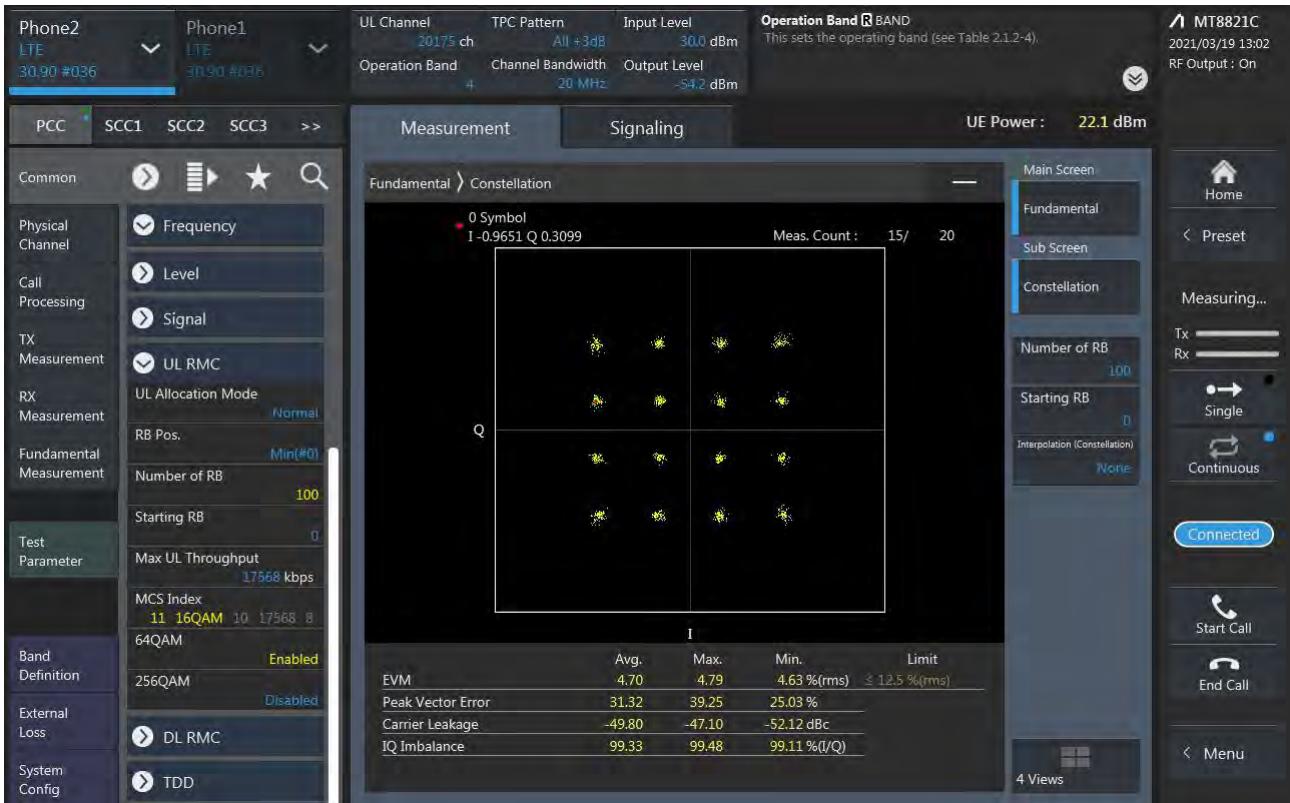 Phone2
LTE
30.90 #036
Phone1
LTE
30.90 #036
UL Channel
20175 ch
TPC Pattern
All +3dB
Input Level
30.0 dBm
Operation Band
4
Channel Bandwidth
20 MHz
Output Level
-54.2 dBm
Operation Band R BAND
This sets the operating band (see Table 2.1.2-4).
MT8821C
2021/03/19 13:02
RF Output : On
PCC SCC1 SCC2 SCC3 >>
Common
Physical
Channel
Call
Processing
TX
Measurement
RX
Measurement
Fundamental
Measurement
Test
Parameter
Band
Definition
External
Loss
System
Config
Frequency
Level
Signal
UL RMC
UL Allocation Mode
Normal
RB Pos.
Min(#0)
Number of RB
100
Starting RB
0
Max UL Throughput
17568 kbps
MCS Index
11 16QAM 10 17568 8
64QAM
Enabled
256QAM
Disabled
DL RMC
TDD
Measurement
Signaling
UE Power : 22.1 dBm
Fundamental 〉 Constellation
0 Symbol
I -0.9651 Q 0.3099
Meas. Count : 15/ 20
Q
I
Avg. Max. Min. Limit
EVM 4.70 4.79 4.63 %(rms) ≤ 12.5 %(rms)
Peak Vector Error 31.32 39.25 25.03 %
Carrier Leakage -49.80 -47.10 -52.12 dBc
IQ Imbalance 99.33 99.48 99.11 %(I/Q)
Main Screen
Fundamental
Sub Screen
Constellation
Number of RB
100
Starting RB
0
Interpolation (Constellation)
None
4 Views
Home
< Preset
Measuring...
Tx
Rx
Single
Continuous
Connected
Start Call
End Call
< Menu